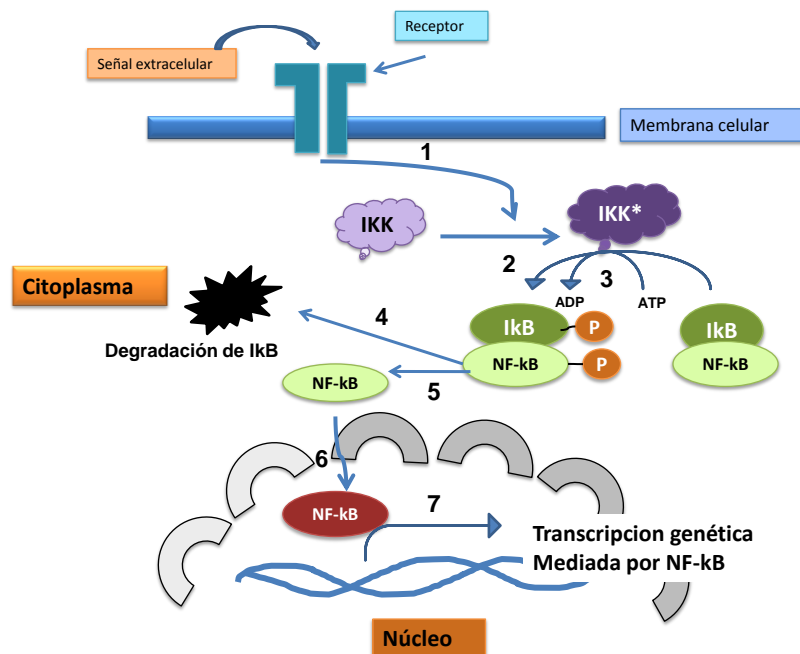 Receptor
Señal extracelular
Membrana celular
1
IKK
IKK*
2
3
Citoplasma
ADP
ATP
4
IkB
P
IkB
Degradación de IkB
NF-kB
P
NF-kB
NF-kB
5
6
NF-kB
7
Transcripcion genética
Mediada por NF-kB
Núcleo